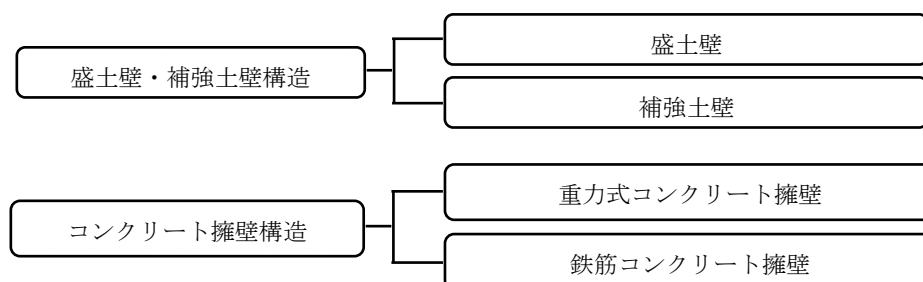 盛土壁・補強土壁構造
盛土壁
補強土壁
コンクリート擁壁構造
重力式コンクリート擁壁
鉄筋コンクリート擁壁